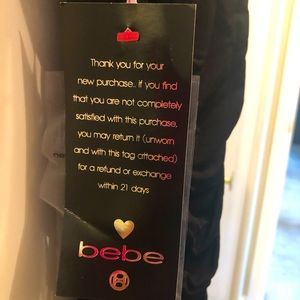 Thank you for your
new purchase.. If you find
that you are not completely
satisfied with this purchase,
you may return it (unworn
and with this tag attached)
for a refund or exchange
within 21 days
bebe